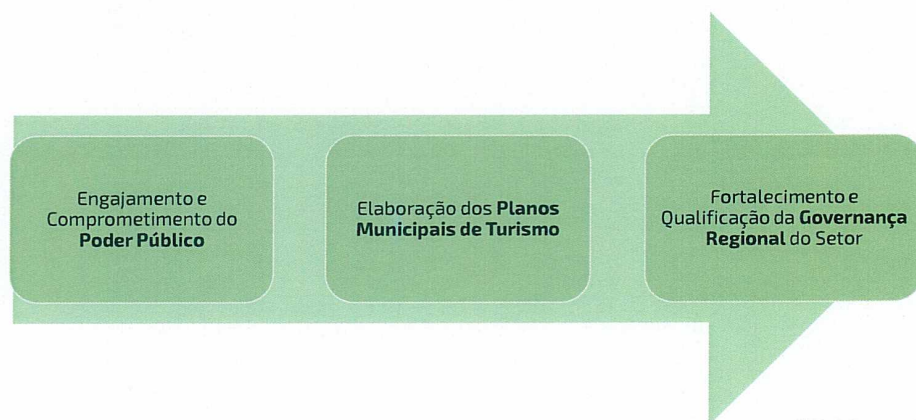 Engajamento e
Comprometimento do
Poder Público
Elaboração dos Planos
Municipais de Turismo
Fortalecimento e
Qualificação da Governança
Regional do Setor